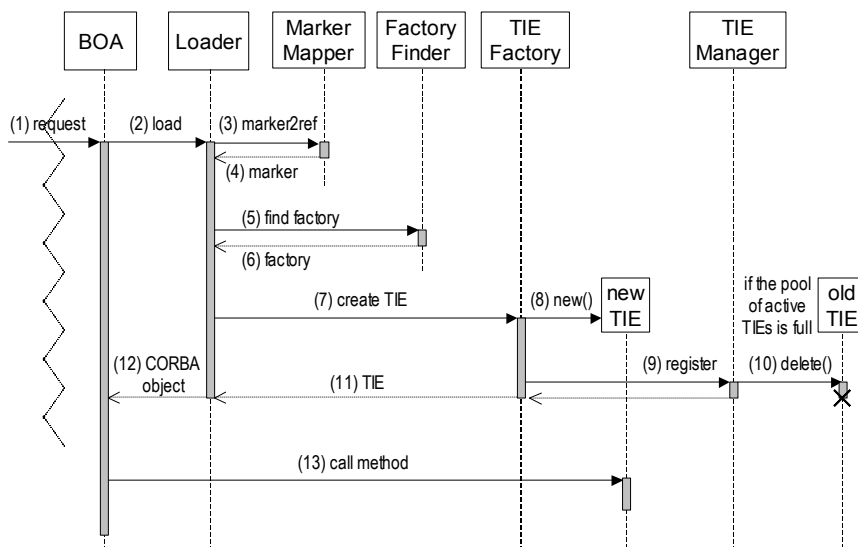 BOA
Loader
Marker
Mapper
Factory
Finder
TIE
Factory
TIE
Manager
(1) request
(2) load
(3) marker2ref
(4) marker
(5) find factory
(6) factory
(7) create TIE
(8) new()
new
TIE
if the pool
of active
TIEs is full
old
TIE
(9) register
(10) delete()
(11) TIE
(12) CORBA
object
(13) call method